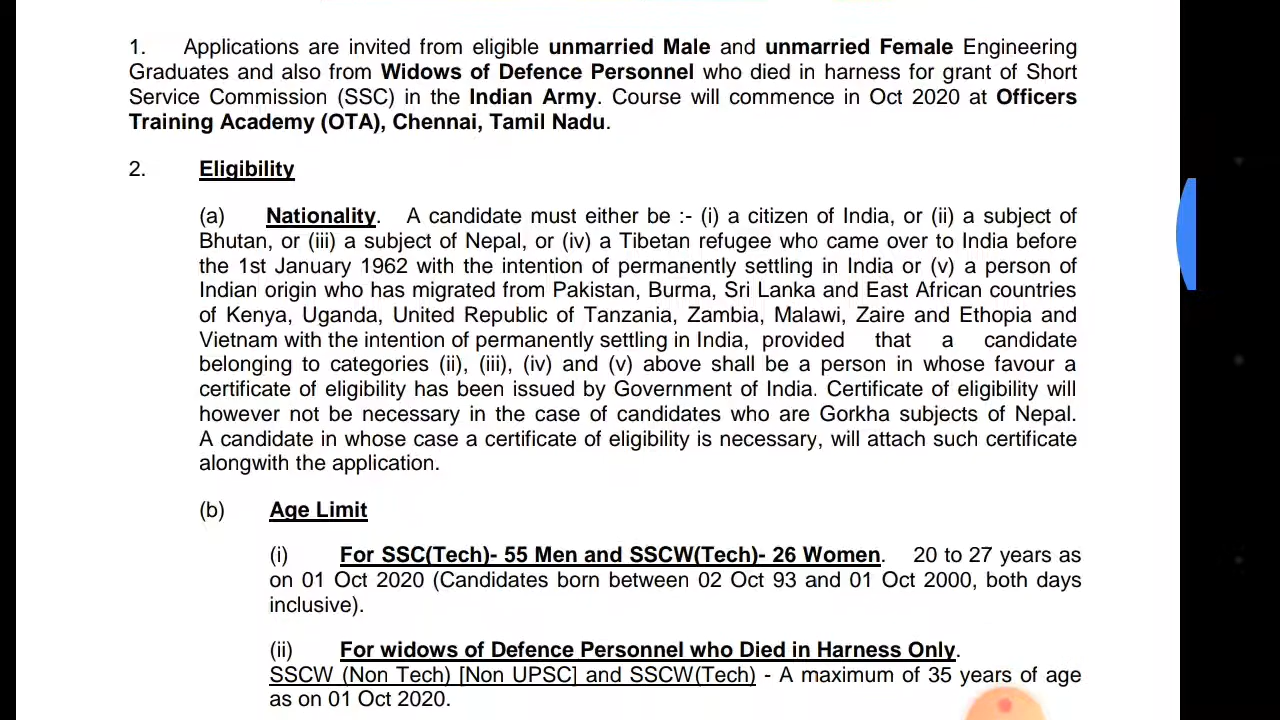 1. Applications are invited from eligible unmarried Male and unmarried Female Engineering
Graduates and also from Widows of Defence Personnel who died in harness for grant of Short
Service Commission (SSC) in the Indian Army. Course will commence in Oct 2020 at Officers
Training Academy (OTA), Chennai, Tamil Nadu.
2. Eligibility
(a) Nationality. A candidate must either be :- (i) a citizen of India, or (ii) a subject of
Bhutan, or (iii) a subject of Nepal, or (iv) a Tibetan refugee who came over to India before
the 1st January 1962 with the intention of permanently settling in India or (v) a person of
Indian origin who has migrated from Pakistan, Burma, Sri Lanka and East African countries
of Kenya, Uganda, United Republic of Tanzania, Zambia, Malawi, Zaire and Ethopia and
Vietnam with the intention of permanently settling in India, provided that a candidate
belonging to categories (ii), (iii), (iv) and (v) above shall be a person in whose favour a
certificate of eligibility has been issued by Government of India. Certificate of eligibility will
however not be necessary in the case of candidates who are Gorkha subjects of Nepal.
A candidate in whose case a certificate of eligibility is necessary, will attach such certificate
alongwith the application.
(b) Age Limit
(i) For SSC(Tech)- 55 Men and SSCW(Tech)- 26 Women. 20 to 27 years as
on 01 Oct 2020 (Candidates born between 02 Oct 93 and 01 Oct 2000, both days
inclusive).
(ii) For widows of Defence Personnel who Died in Harness Only.
SSCW (Non Tech) [Non UPSC] and SSCW(Tech) - A maximum of 35 years of age
as on 01 Oct 2020.